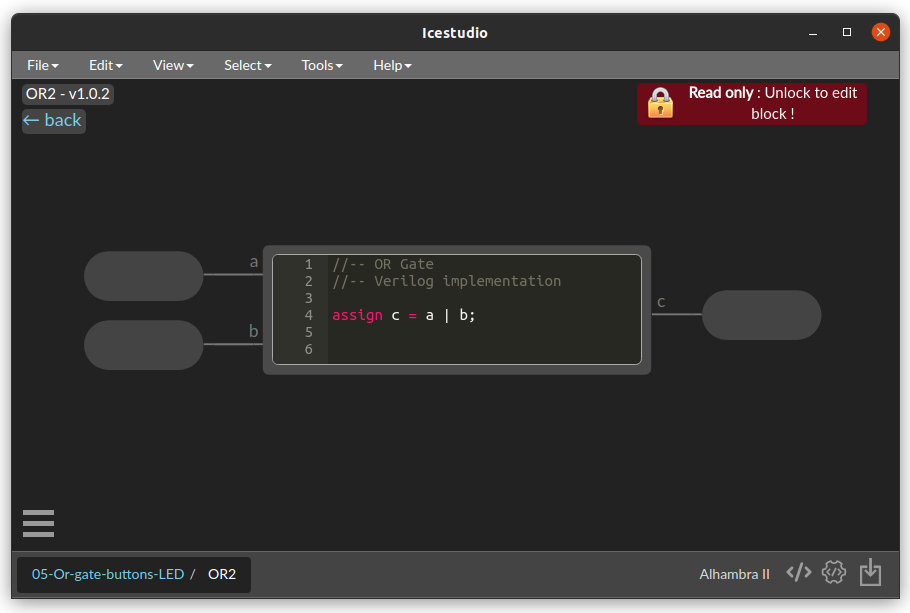 Icestudio
File Edit View Select Tools Help
OR2 - v1.0.2
← back
Read only : Unlock to edit
block !
a
b
c
1 //-- OR Gate
2 //-- Verilog implementation
3
4 assign c = a | b;
5
6
05-Or-gate-buttons-LED / OR2
Alhambra II
</>